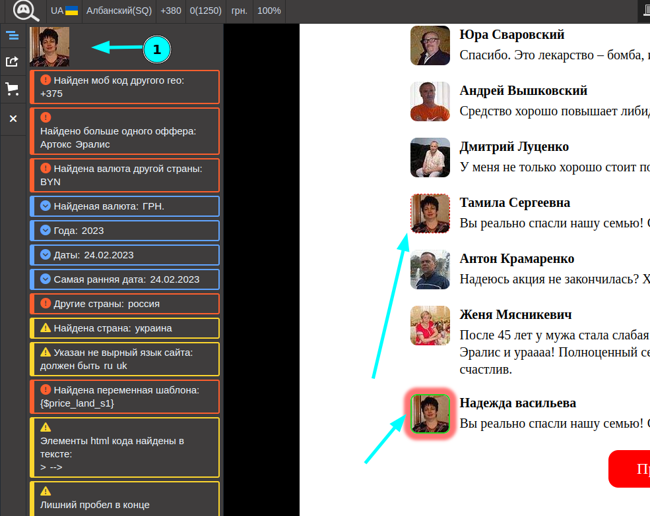 UA Албанский(SQ) +380 0(1250) грн. 100%
1
Найден моб код другого гео:
+375
Найдено больше одного оффера:
Артокс Эралис
Найдена валюта другой страны:
BYN
Найденая валюта: ГРН.
Года: 2023
Даты: 24.02.2023
Самая ранняя дата: 24.02.2023
Другие страны: россия
Найдена страна: украина
Указан не вырный язык сайта:
должен быть ru uk
Найдена переменная шаблона:
{$price_land_s1}
Элементы html кода найдены в
тексте:
> -->
Лишний пробел в конце
Юра Сваровский
Спасибо. Это лекарство – бомба,
Андрей Вышковский
Средство хорошо повышает
Дмитрий Луценко
У меня не только хорошо стоит
Тамила Сергеевна
Вы реально спасли нашу семью!
Антон Крамаренко
Надеюсь акция не закончилась?
Женя Мясникевич
После 45 лет у мужа стала слабая
Эралис и ураааа! Полноценный
счастлив.
Надежда васильева
Вы реально спасли нашу семью!